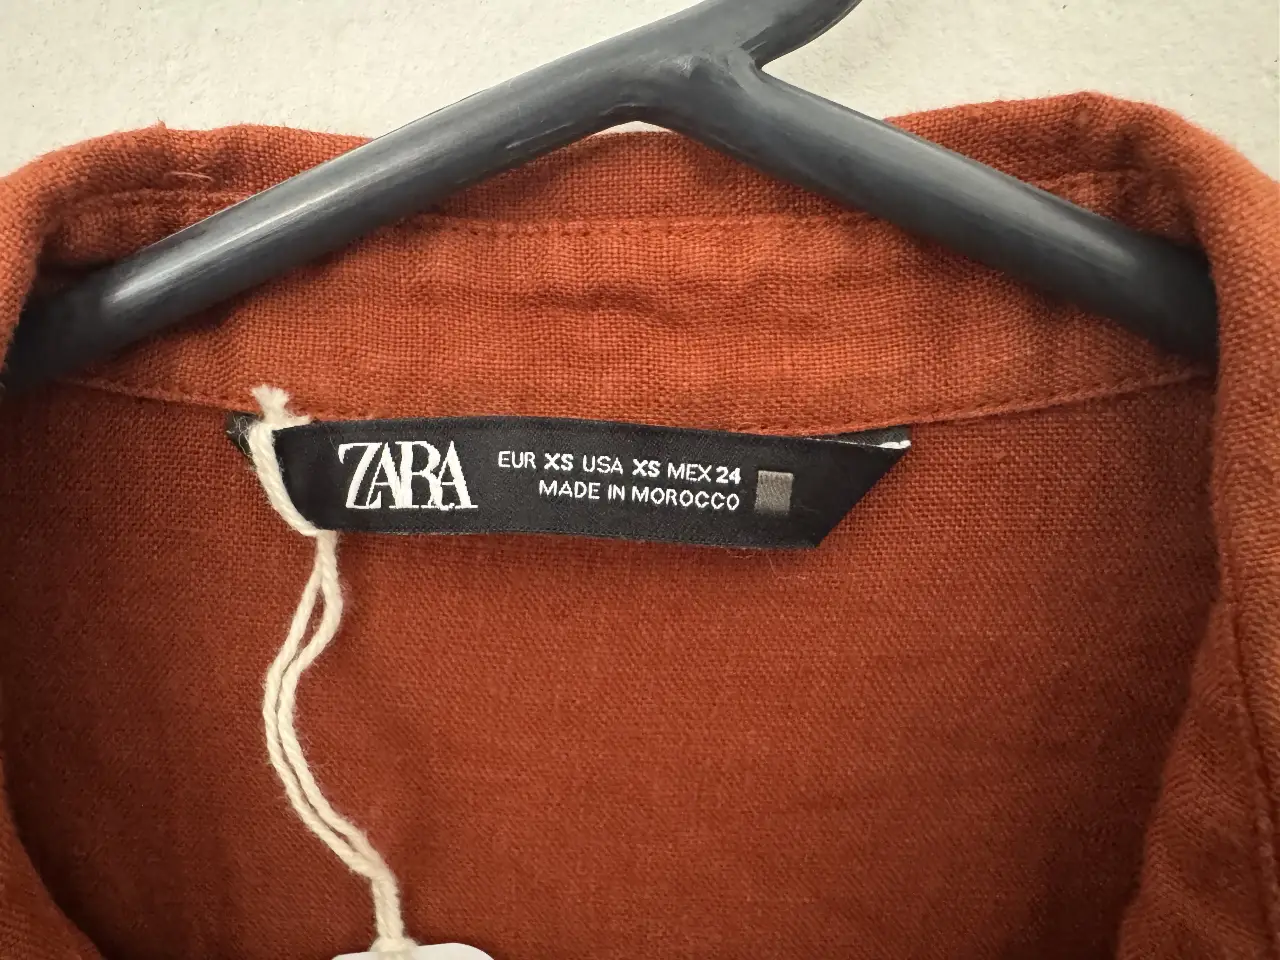 ZARA
EUR XS USA XS MEX 24
MADE IN MOROCCO